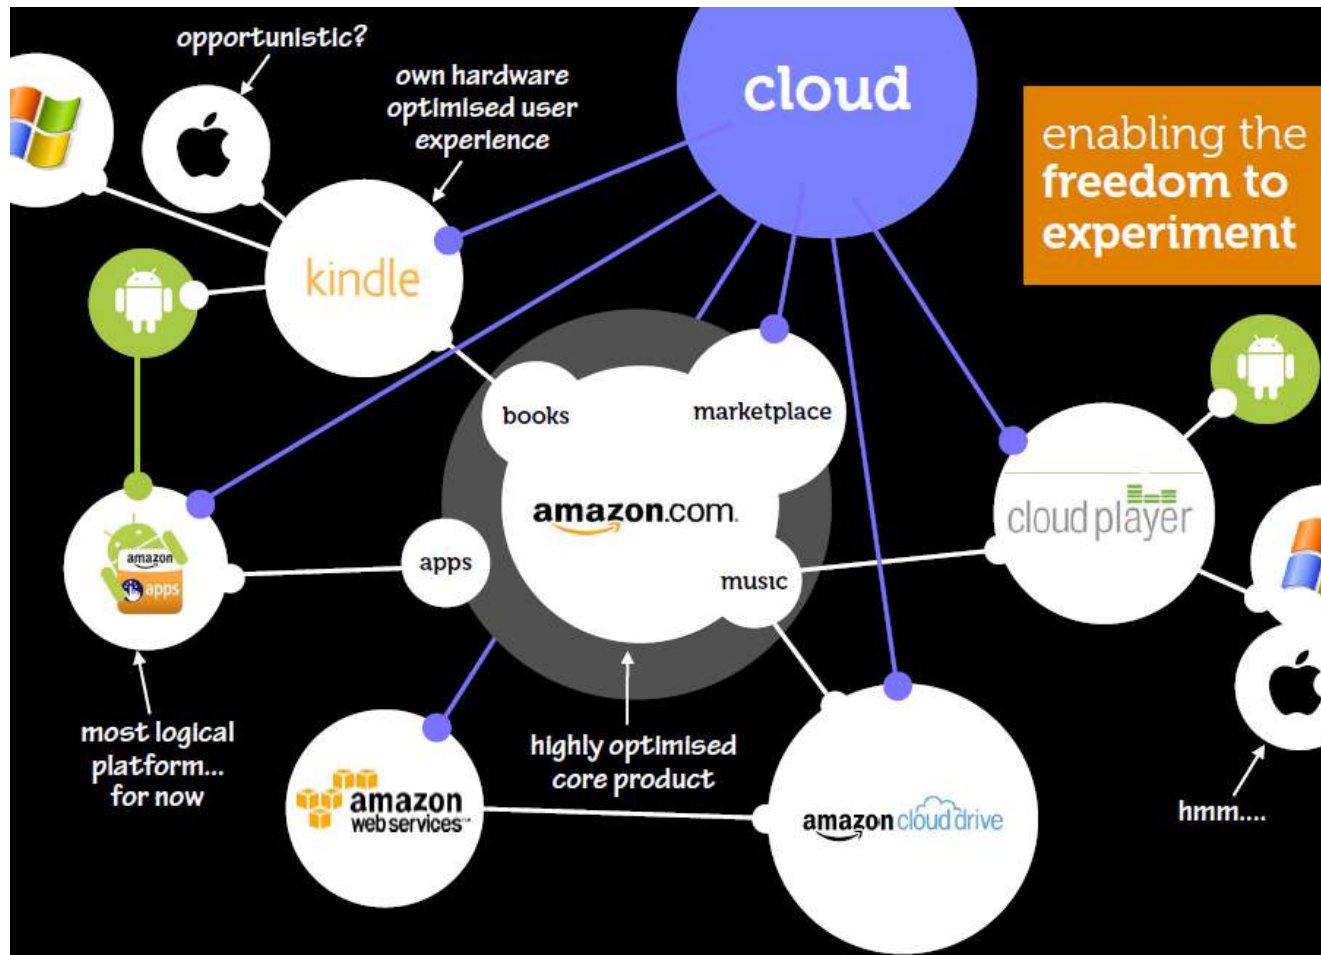 opportunistic?
own hardware
optimised user
experience
cloud
enabling the
freedom to
experiment
kindle
books
marketplace
amazon.com.
apps
music
cloud player
amazon
apps
most logical
platform...
for now
highly optimised
core product
amazon
web services™
amazon cloud drive
hmm....